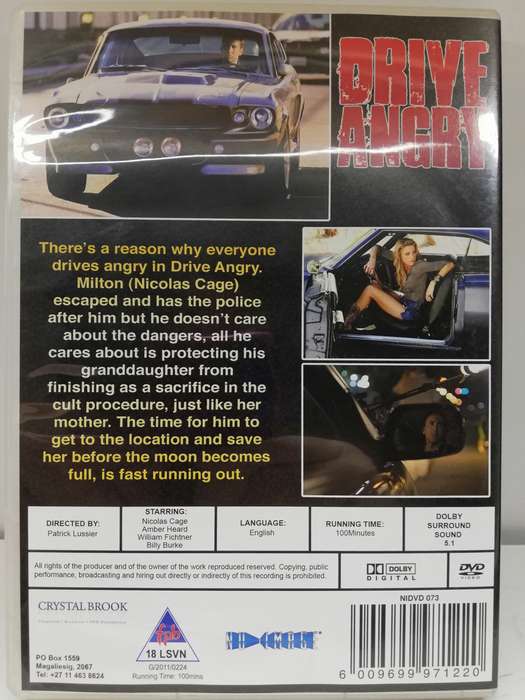 DRIVE
ANGRY
There's a reason why everyone
drives angry in Drive Angry.
Milton (Nicolas Cage)
escaped and has the police
after him but he doesn't care
about the dangers, all he
cares about is protecting his
granddaughter from
finishing as a sacrifice in the
cult procedure, just like her
mother. The time for him to
get to the location and save
her before the moon becomes
full, is fast running out.
DIRECTED BY:
Patrick Lussier
STARRING:
Nicolas Cage
Amber Heard
William Fichtner
Billy Burke
LANGUAGE:
English
RUNNING TIME:
100Minutes
DOLBY
SURROUND
SOUND
5.1
All rights of the producer and of the owner of the work reproduced reserved. Copying, public
performance, broadcasting and hiring out directly or indirectly of this recording is prohibited.
DOLBY
DIGITAL
DVD
VIDEO
CRYSTAL BROOK
PO Box 1559
Magaliesig, 2067
Tel: +27 11 463 8624
fpb
18 LSVN
G/2011/0224
Running Time: 100mins
NIDVD 073
6 009699 971220